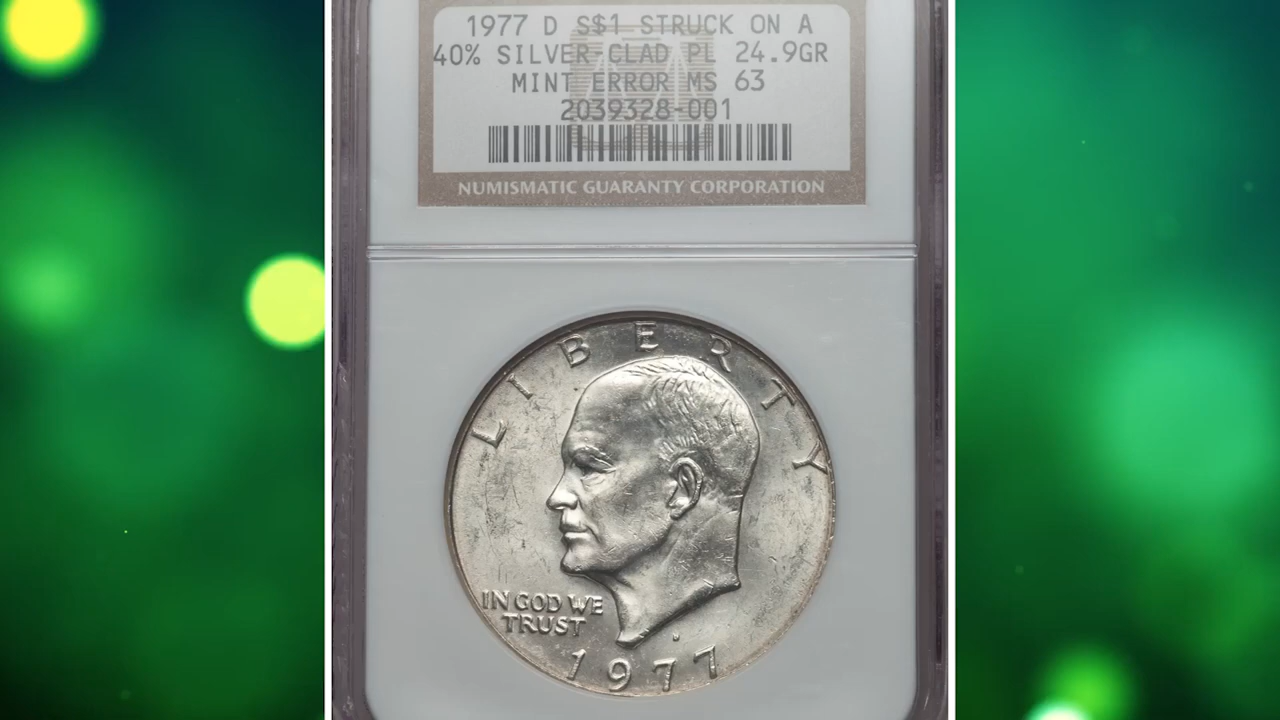 1977 D S$1 STRUCK ON A
40% SILVER-CLAD PL 24.9GR
MINT ERROR MS 63
2039328-001
NUMISMATIC GUARANTY CORPORATION
LIBERTY
IN GOD WE
TRUST
1977